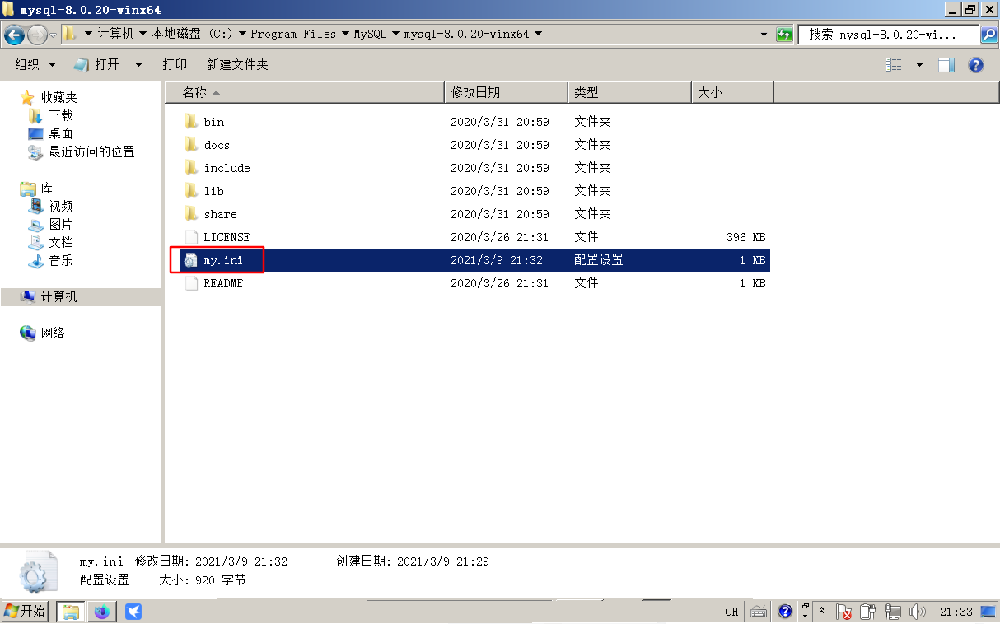 mysql-8.0.20-winx64
计算机 本地磁盘 (C:) Program Files MySQL mysql-8.0.20-winx64 搜索 mysql-8.0.20-wi...
组织 打开 打印 新建文件夹
名称 修改日期 类型 大小
收藏夹
下载
桌面
最近访问的位置
库
视频
图片
文档
音乐
计算机
网络
bin 2020/3/31 20:59 文件夹
docs 2020/3/31 20:59 文件夹
include 2020/3/31 20:59 文件夹
lib 2020/3/31 20:59 文件夹
share 2020/3/31 20:59 文件夹
LICENSE 2020/3/26 21:31 文件 396 KB
my.ini 2021/3/9 21:32 配置设置 1 KB
README 2020/3/26 21:31 文件 1 KB
my.ini 修改日期: 2021/3/9 21:32 创建日期: 2021/3/9 21:29
配置设置 大小: 920 字节
开始 CH 21:33